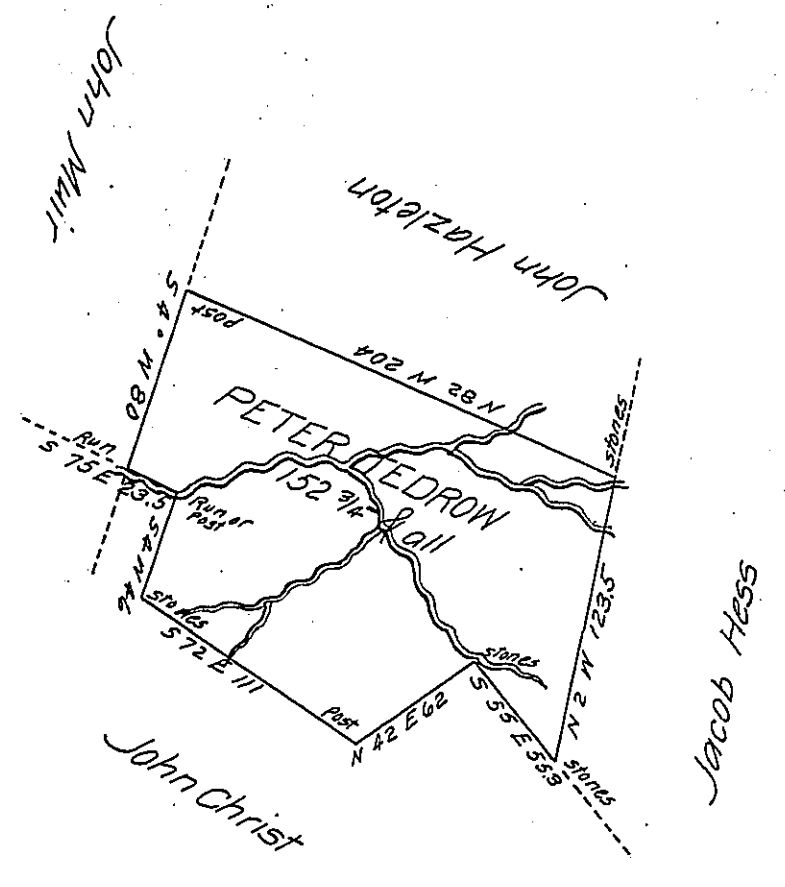 John Muir
John Hazleton
S 4° W 80
post
N 82 W 204
stones
PETER HEDROW
152 3/4
& all
Run
S 75 E 23.5
Run or
post
S 4 W 46
stones
S 72 E 111
post
N 42 E 62
stones
S 55 E 55.3
stones
N 2 W 123.5
Jacob Hess
John Christ